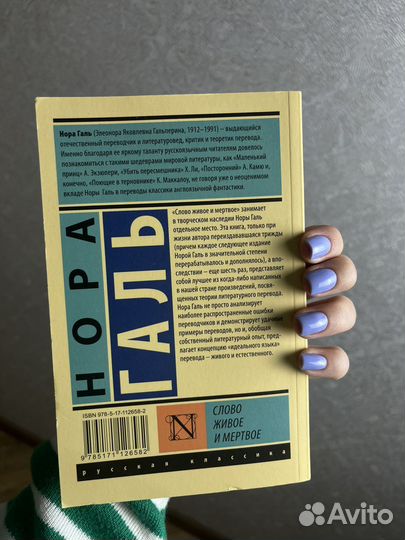 Нора Галь (Элеонора Яковлевна Гальперина, 1912–1991) – выдающийся
отечественный переводчик и литературовед, критик и теоретик перевода.
Именно благодаря ее яркому таланту русскоязычным читателям довелось
познакомиться с такими шедеврами мировой литературы, как «Маленький
принц» А. Экзюпери, «Убить пересмешника» Х. Ли, «Посторонний» А. Камю и,
конечно, «Поющие в терновнике» К. Маккалоу, не говоря уже о неоценимом
вкладе Норы Галь в переводы классики англоязычной фантастики.
НОРА
ГАЛЬ
«Слово живое и мертвое» занимает
в творческом наследии Норы Галь
отдельное место. Эта книга, только при
жизни автора переиздававшаяся трижды
(причем каждое следующее издание
Норой Галь в значительной степени
перерабатывалось и дополнялось), а впо-
следствии – еще шесть раз, представляет
собой лучшее из когда-либо написанных
в нашей стране произведений, посвя-
щенных теории литературного перевода.
Нора Галь не просто анализирует
наиболее распространенные ошибки
переводчиков и демонстрирует удачные
примеры переводов, но и, обобщая
собственный литературный опыт, пред-
лагает концепцию «идеального языка»
перевода – живого и естественного.
ISBN 978-5-17-112658-2
9 785171 126582
N
СЛОВО
ЖИВОЕ
И МЕРТВОЕ
русская классика
Avito